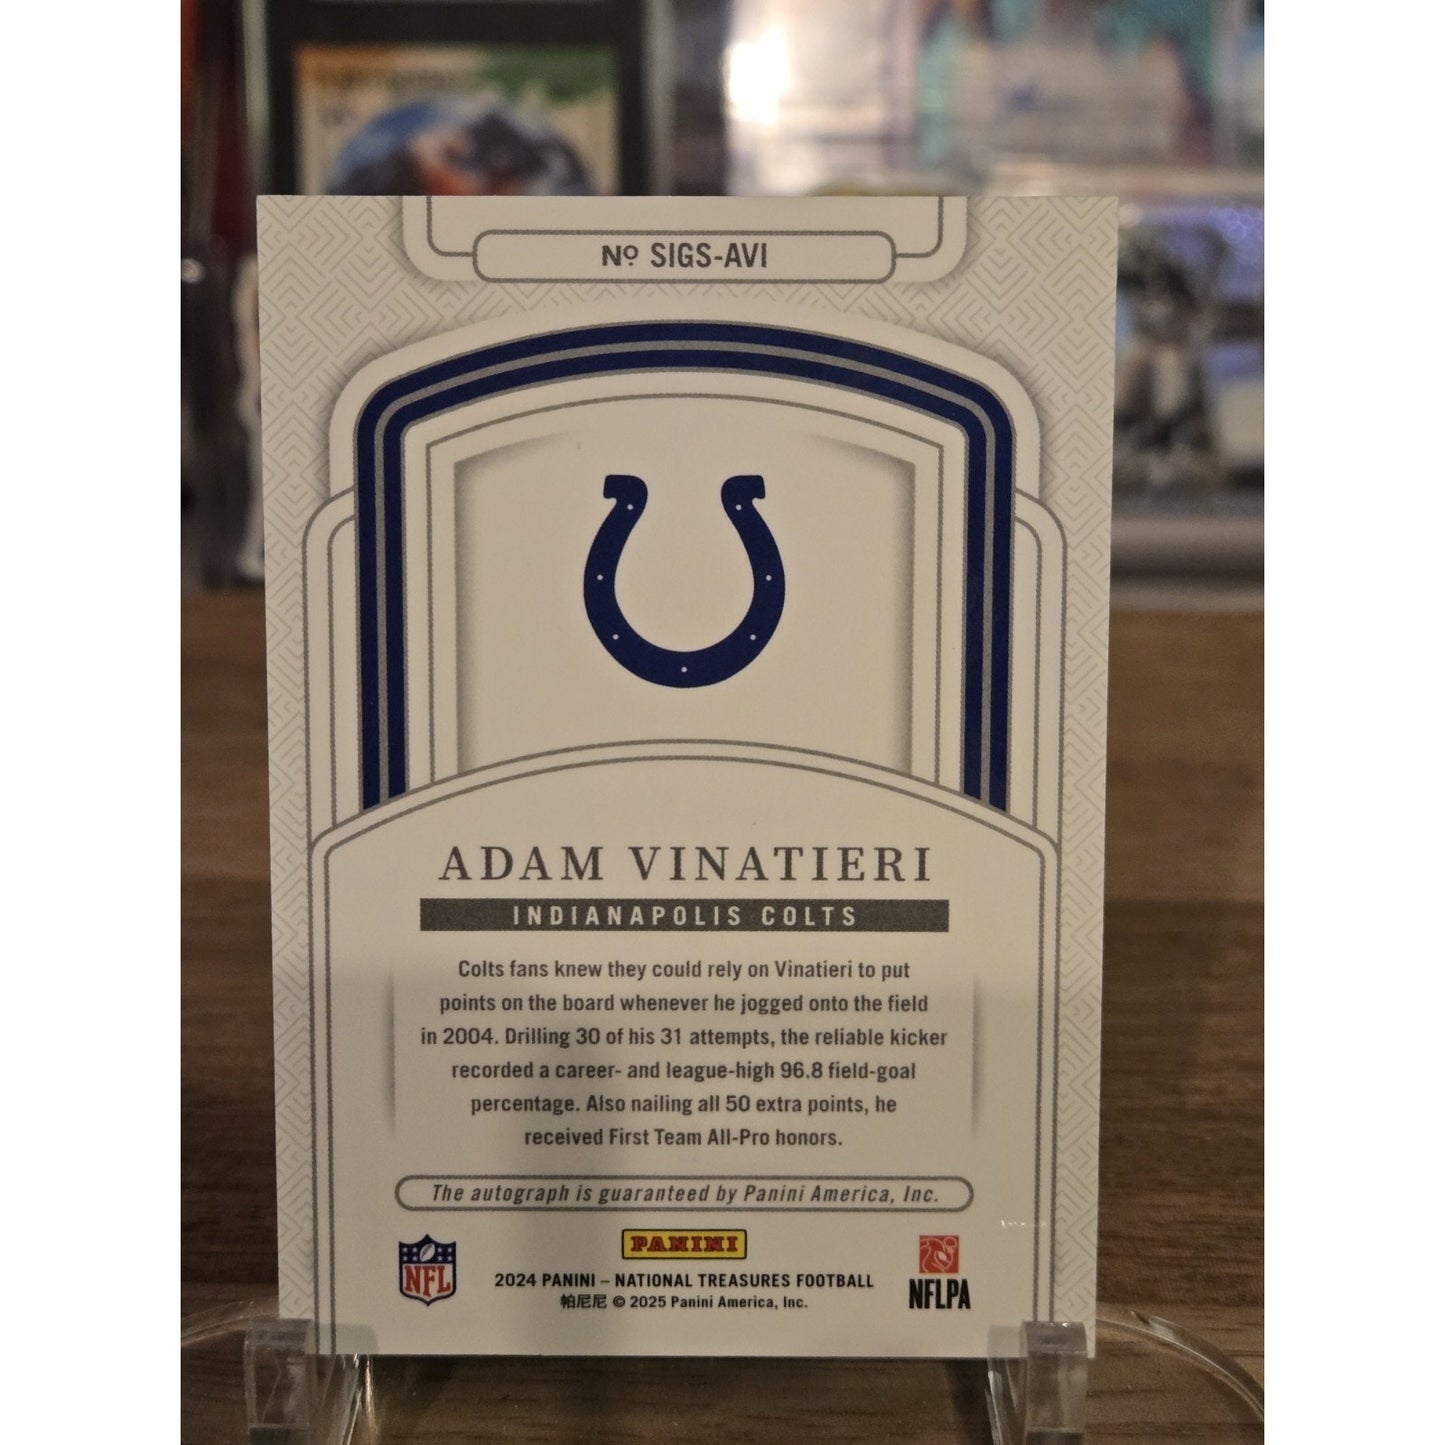 Nº SIGS-AVI
ADAM VINATIERI
INDIANAPOLIS COLTS
Colts fans knew they could rely on Vinatieri to put
points on the board whenever he jogged onto the field
in 2004. Drilling 30 of his 31 attempts, the reliable kicker
recorded a career- and league-high 96.8 field-goal
percentage. Also nailing all 50 extra points, he
received First Team All-Pro honors.
The autograph is guaranteed by Panini America, Inc.
NFL
PANINI
2024 PANINI – NATIONAL TREASURES FOOTBALL
帕尼尼 © 2025 Panini America, Inc.
NFLPA